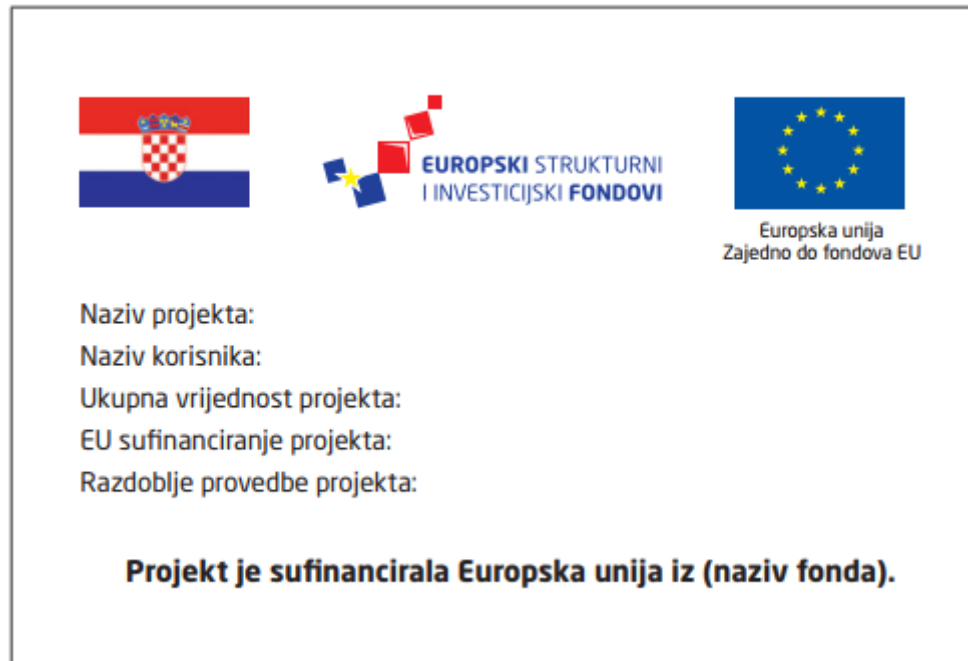 EUROPSKI STRUKTURNI
I INVESTICIJSKI FONDOVI
Europska unija
Zajedno do fondova EU
Naziv projekta:
Naziv korisnika:
Ukupna vrijednost projekta:
EU sufinanciranje projekta:
Razdoblje provedbe projekta:
Projekt je sufinancirala Europska unija iz (naziv fonda).